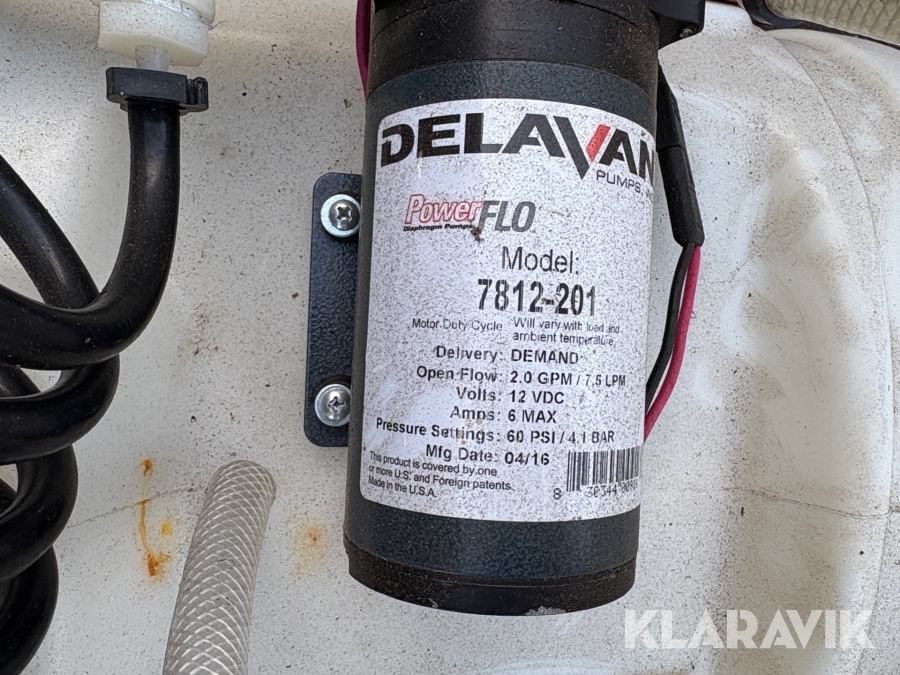 DELAVAN
PUMPS,
PowerFLO
Diaphragm Pumps
Model:
7812-201
Motor Duty Cycle Will vary with load and
ambient temperature.
Delivery: DEMAND
Open Flow: 2.0 GPM / 7.5 LPM
Volts: 12 VDC
Amps: 6 MAX
Pressure Settings: 60 PSI / 4.1 BAR
Mfg Date: 04/16
This product is covered by one
or more U.S. and Foreign patents.
Made in the U.S.A.
8 30344
KLARAVIK